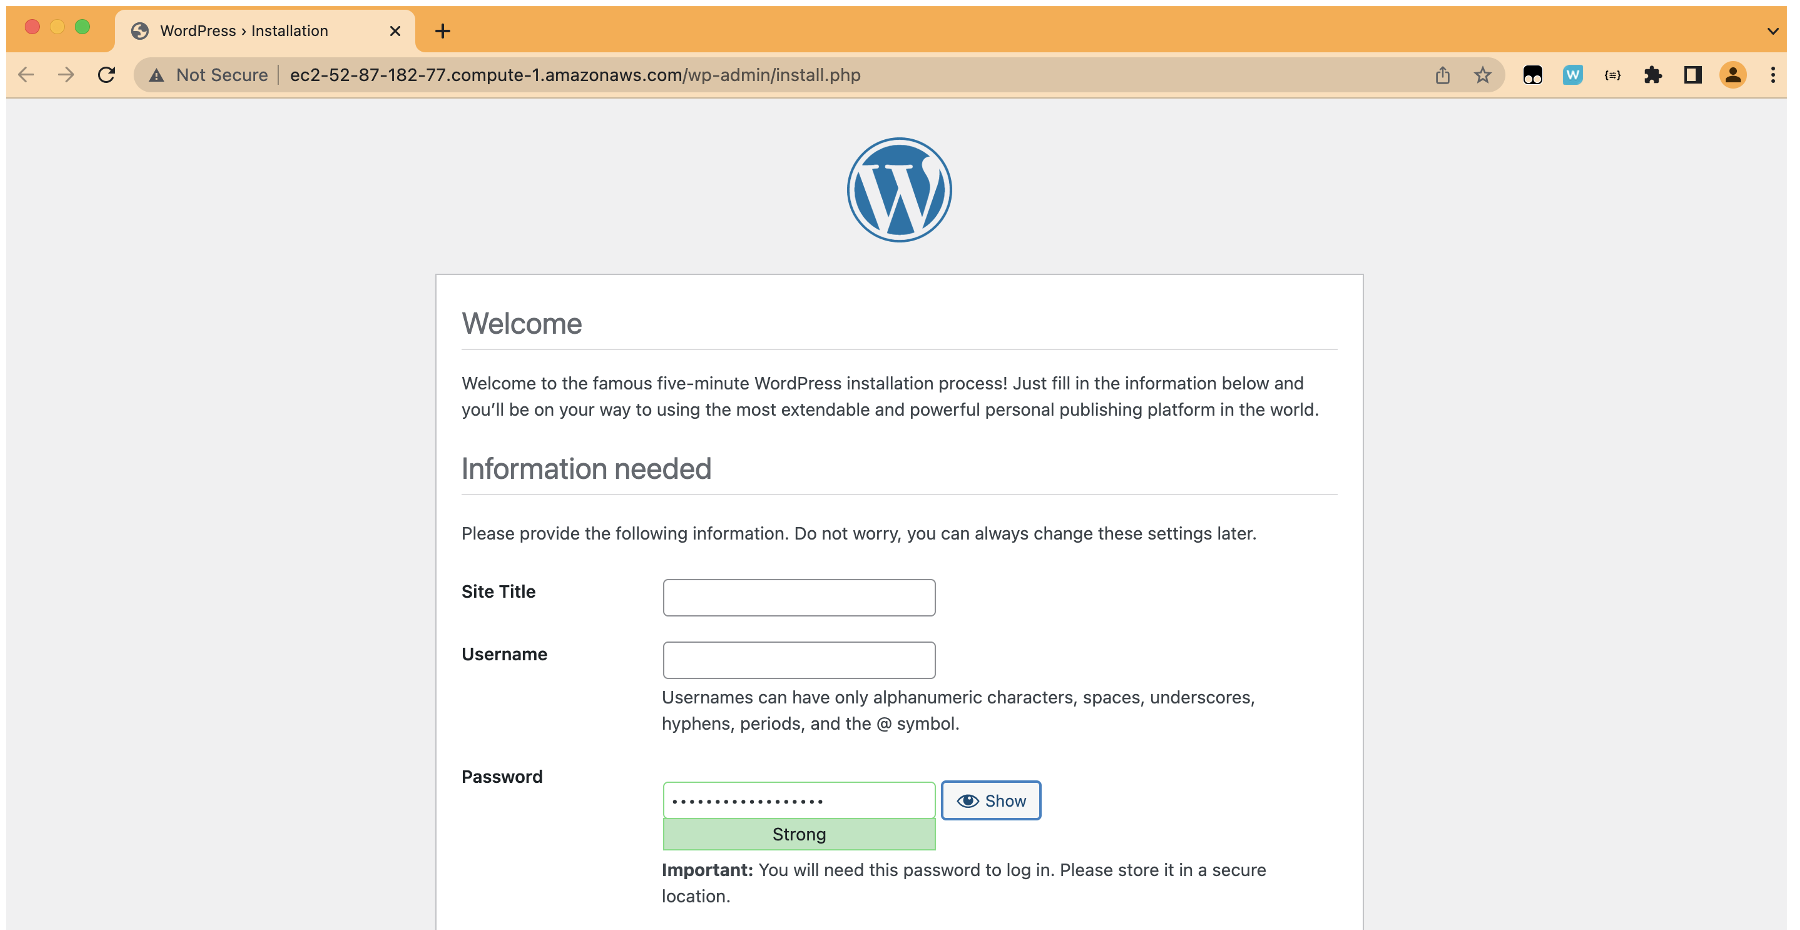 WordPress › Installation
Not Secure
ec2-52-87-182-77.compute-1.amazonaws.com/wp-admin/install.php
Welcome
Welcome to the famous five-minute WordPress installation process! Just fill in the information below and
you’ll be on your way to using the most extendable and powerful personal publishing platform in the world.
Information needed
Please provide the following information. Do not worry, you can always change these settings later.
Site Title
Username
Usernames can have only alphanumeric characters, spaces, underscores,
hyphens, periods, and the @ symbol.
Password
••••••••••••••••••
Show
Strong
Important: You will need this password to log in. Please store it in a secure
location.